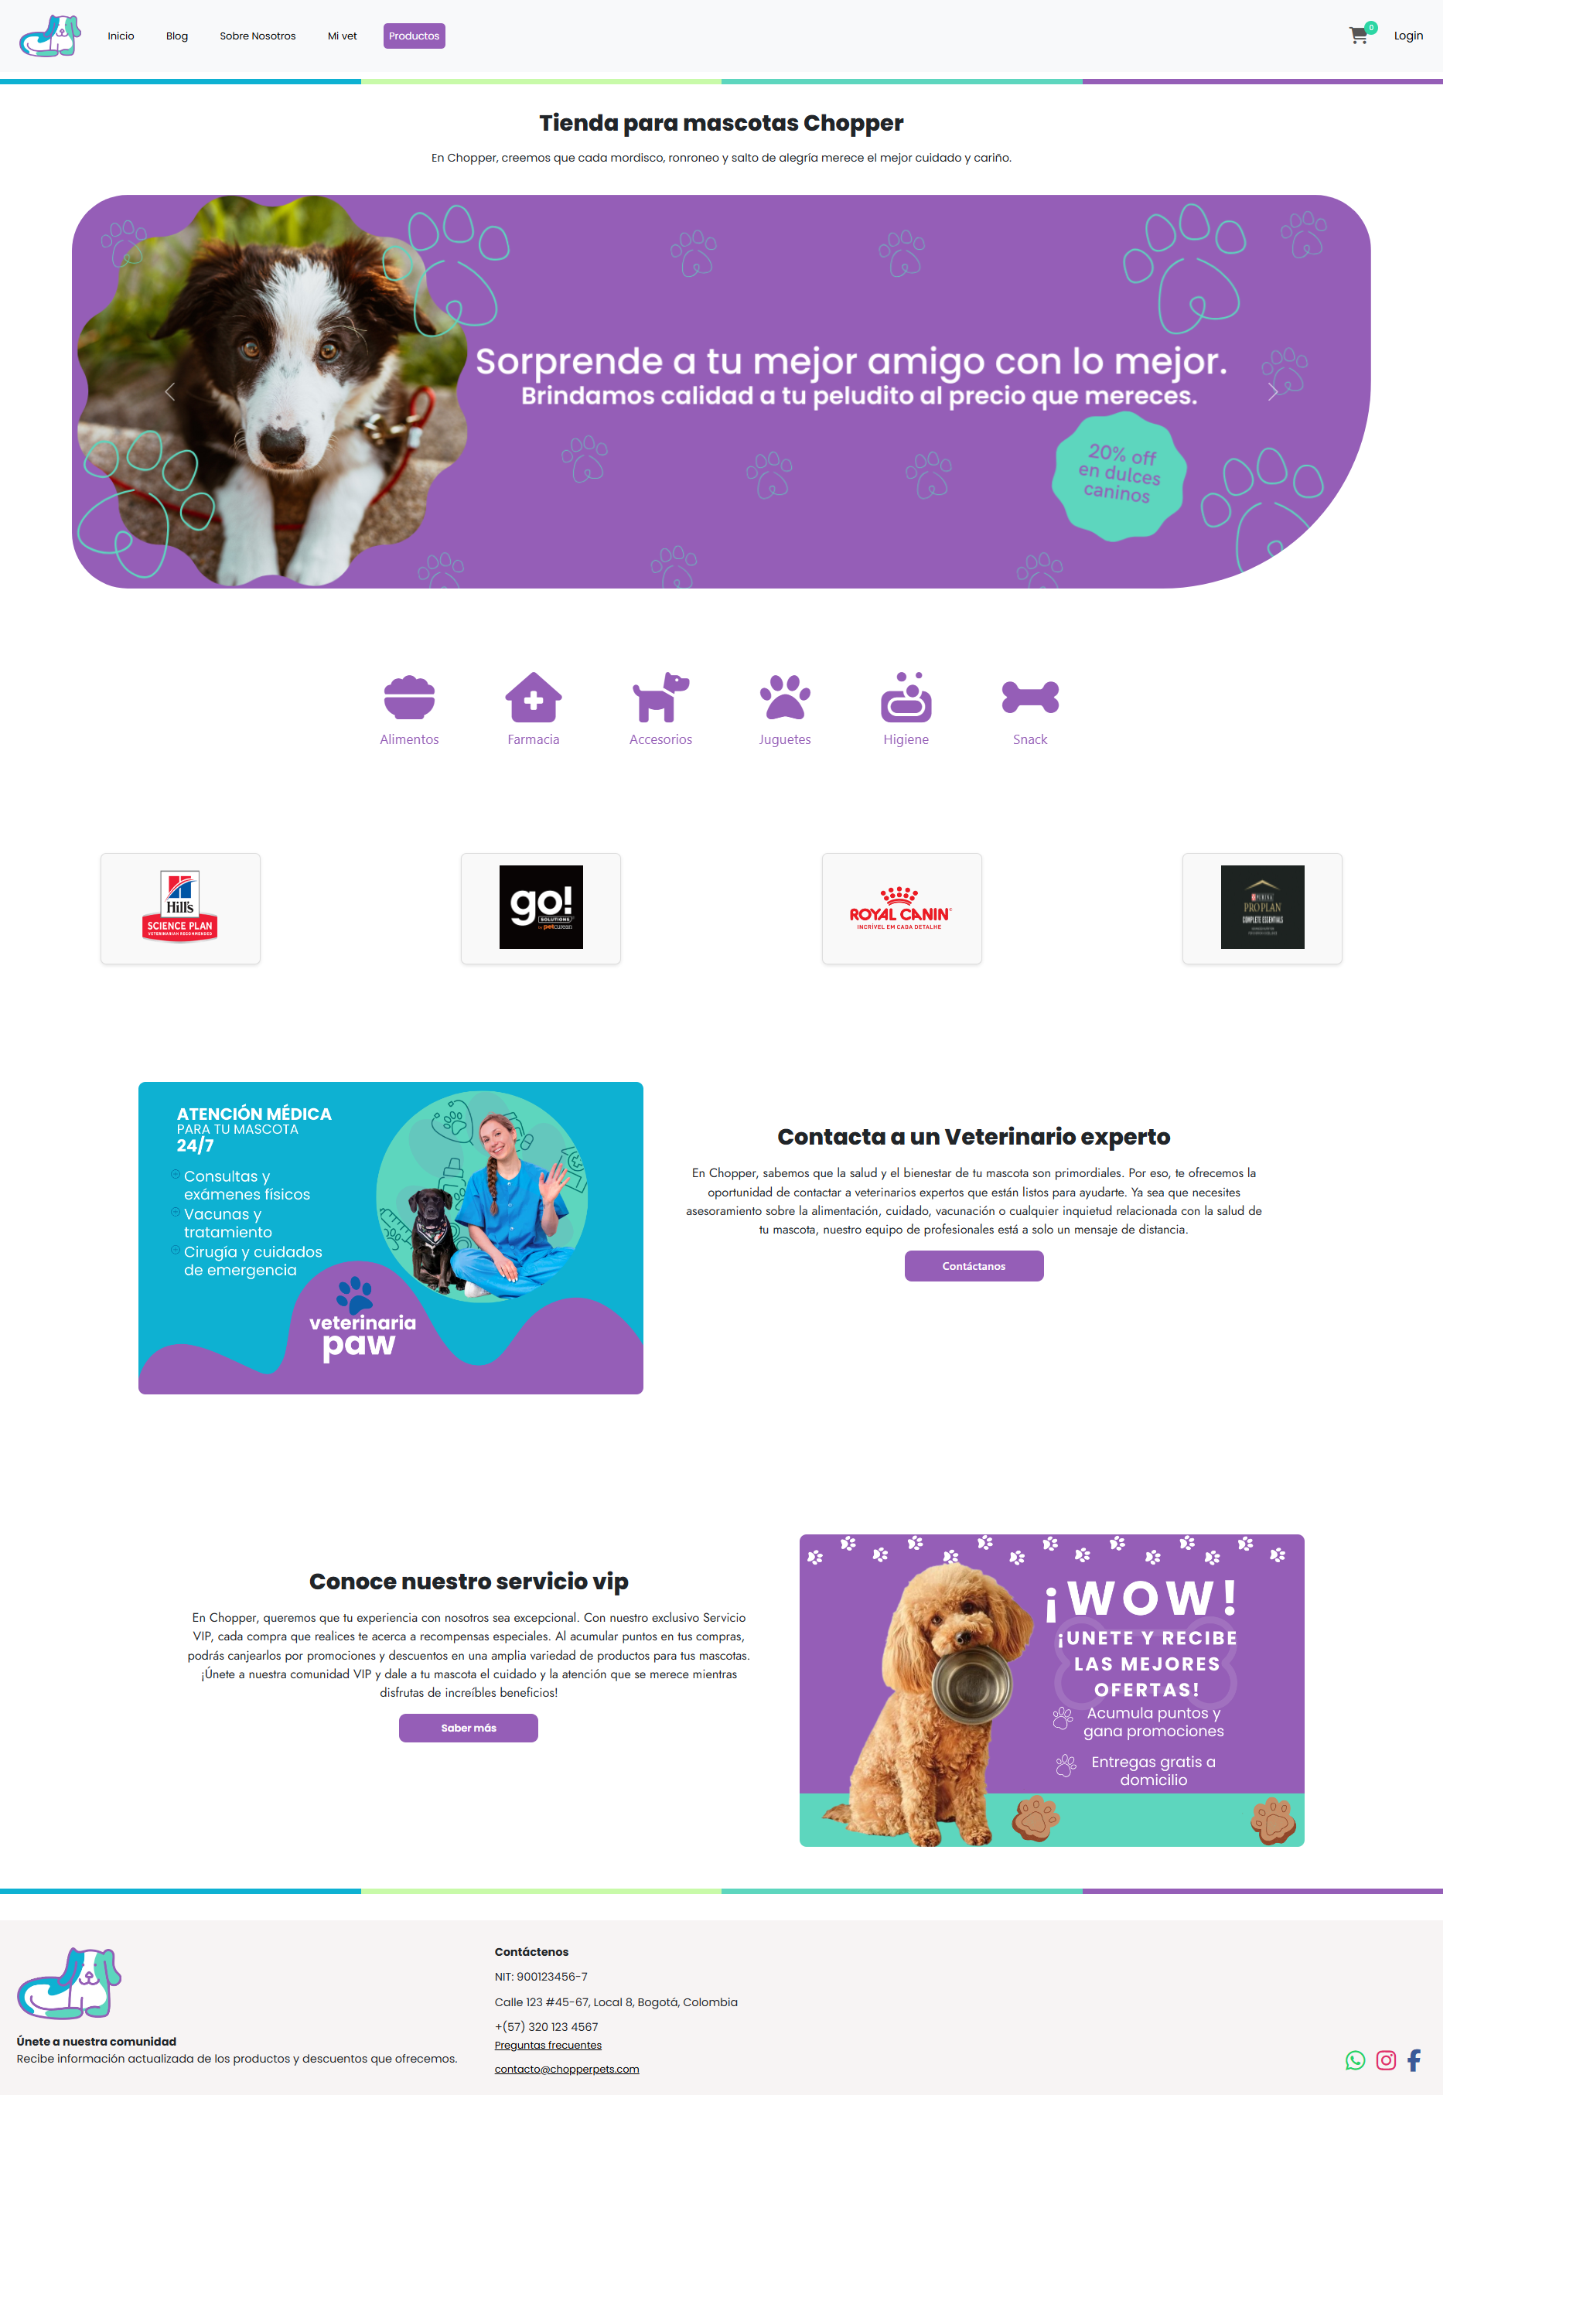 Inicio Blog Sobre Nosotros Mi vet Productos 0 Login
Tienda para mascotas Chopper
En Chopper, creemos que cada mordisco, ronroneo y salto de alegría merece el mejor cuidado y cariño.
Sorprende a tu mejor amigo con lo mejor.
Brindamos calidad a tu peludito al precio que mereces.
20% off
en dulces
caninos
Alimentos Farmacia Accesorios Juguetes Higiene Snack
Hill's
SCIENCE PLAN
VETERINARIAN RECOMMENDED
go!
SOLUTIONS
by petcurean
ROYAL CANIN
INCRÍVEL EM CADA DETALHE
PURINA
PRO PLAN
COMPLETE ESSENTIALS
ATENCIÓN MÉDICA
PARA TU MASCOTA
24/7
Consultas y
exámenes físicos
Vacunas y
tratamiento
Cirugía y cuidados
de emergencia
veterinaria
paw
Contacta a un Veterinario experto
En Chopper, sabemos que la salud y el bienestar de tu mascota son primordiales. Por eso, te ofrecemos la
oportunidad de contactar a veterinarios expertos que están listos para ayudarte. Ya sea que necesites
asesoramiento sobre la alimentación, cuidado, vacunación o cualquier inquietud relacionada con la salud de
tu mascota, nuestro equipo de profesionales está a solo un mensaje de distancia.
Contáctanos
Conoce nuestro servicio vip
En Chopper, queremos que tu experiencia con nosotros sea excepcional. Con nuestro exclusivo Servicio
VIP, cada compra que realices te acerca a recompensas especiales. Al acumular puntos en tus compras,
podrás canjearlos por promociones y descuentos en una amplia variedad de productos para tus mascotas.
¡Únete a nuestra comunidad VIP y dale a tu mascota el cuidado y la atención que se merece mientras
disfrutas de increíbles beneficios!
Saber más
¡WOW!
¡UNETE Y RECIBE
LAS MEJORES
OFERTAS!
Acumula puntos y
gana promociones
Entregas gratis a
domicilio
Únete a nuestra comunidad
Recibe información actualizada de los productos y descuentos que ofrecemos.
Contáctenos
NIT: 900123456-7
Calle 123 #45-67, Local 8, Bogotá, Colombia
+(57) 320 123 4567
Preguntas frecuentes
contacto@chopperpets.com